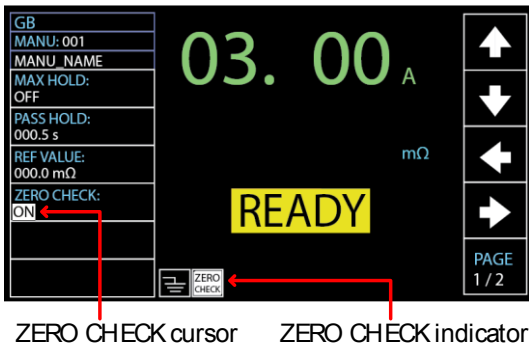 GB
MANU: 001
MANU_NAME
MAX HOLD:
OFF
PASS HOLD:
000.5 s
REF VALUE:
000.0 mΩ
ZERO CHECK:
ON
03. 00 A
mΩ
READY
ZERO
CHECK
PAGE
1 / 2
ZERO CHECK cursor
ZERO CHECK indicator